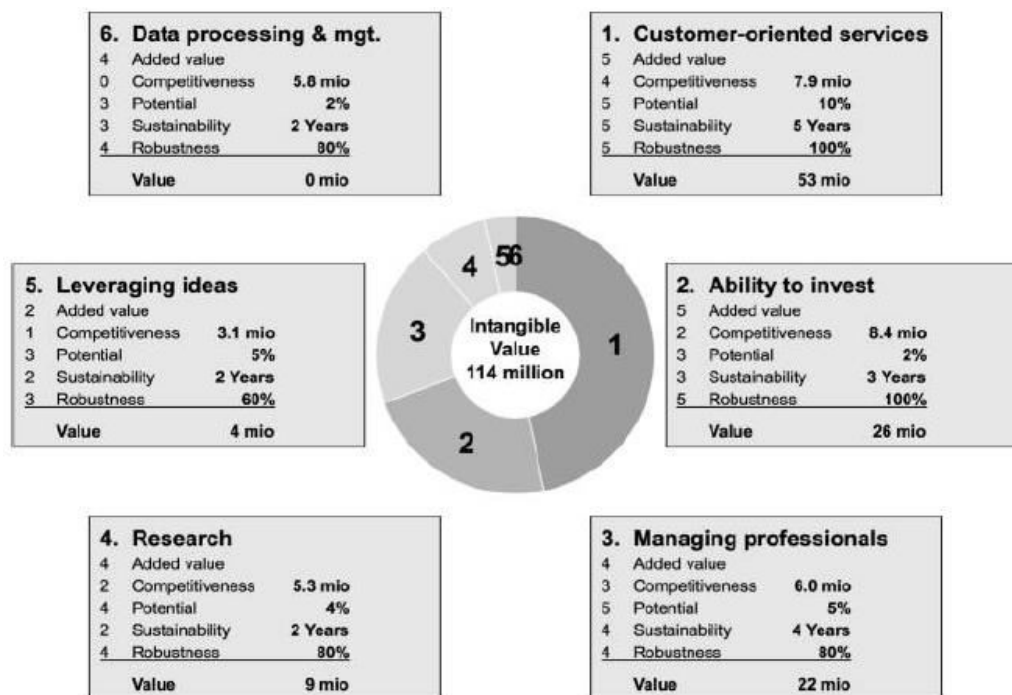 6. Data processing & mgt.
4 Added value
0 Competitiveness 5.8 mio
3 Potential 2%
3 Sustainability 2 Years
4 Robustness 80%
Value 0 mio
1. Customer-oriented services
5 Added value
4 Competitiveness 7.9 mio
5 Potential 10%
5 Sustainability 5 Years
5 Robustness 100%
Value 53 mio
5. Leveraging ideas
2 Added value
1 Competitiveness 3.1 mio
3 Potential 5%
2 Sustainability 2 Years
3 Robustness 60%
Value 4 mio
4
5
6
3
Intangible
Value
114 million
1
2
2. Ability to invest
5 Added value
2 Competitiveness 8.4 mio
3 Potential 2%
3 Sustainability 3 Years
5 Robustness 100%
Value 26 mio
4. Research
4 Added value
2 Competitiveness 5.3 mio
4 Potential 4%
2 Sustainability 2 Years
4 Robustness 80%
Value 9 mio
3. Managing professionals
4 Added value
3 Competitiveness 6.0 mio
5 Potential 5%
4 Sustainability 4 Years
4 Robustness 80%
Value 22 mio